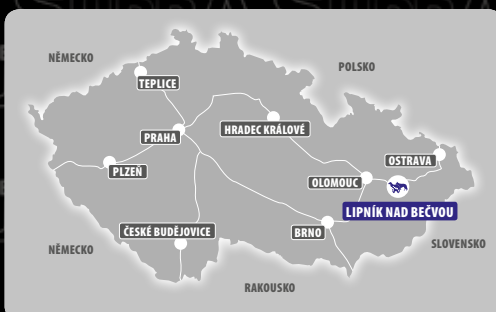 NĚMECKO
POLSKO
TEPLICE
PRAHA
HRADEC KRÁLOVÉ
OSTRAVA
PLZEŇ
OLOMOUC
LIPNÍK NAD BEČVOU
ČESKÉ BUDĚJOVICE
BRNO
NĚMECKO
SLOVENSKO
RAKOUSKO